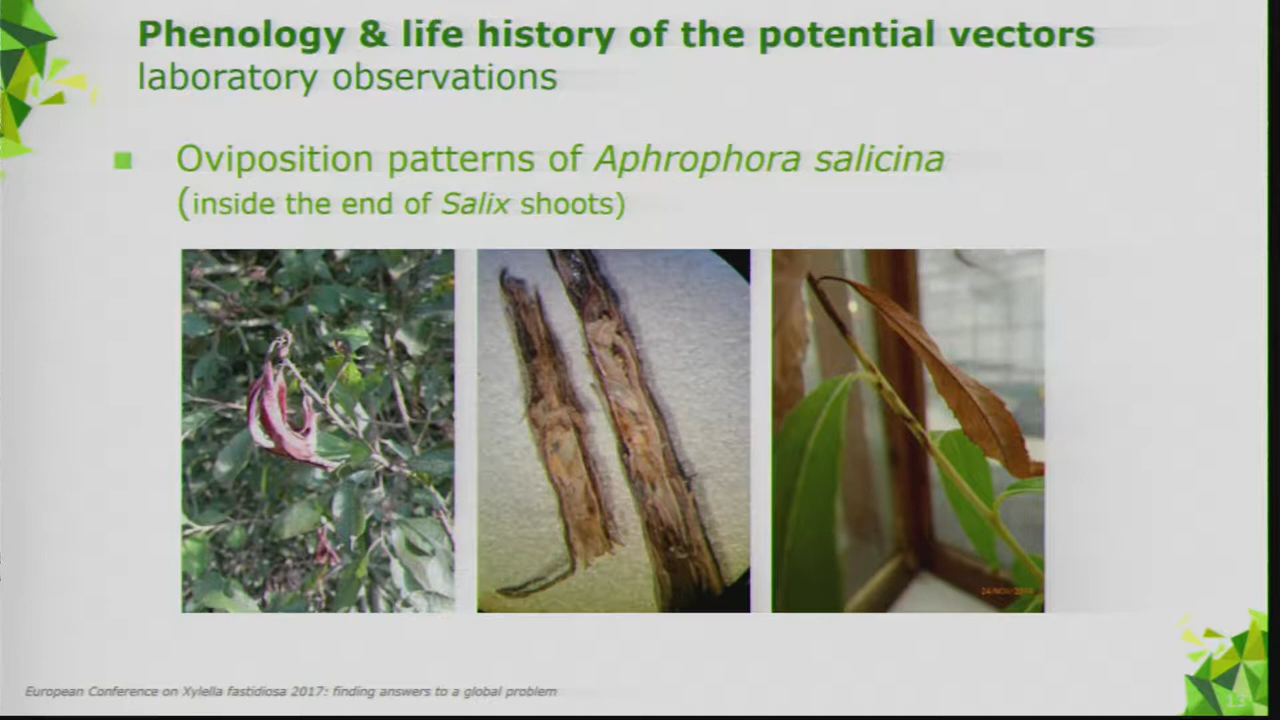 Phenology & life history of the potential vectors
laboratory observations
Oviposition patterns of Aphrophora salicina
(inside the end of Salix shoots)
European Conference on Xylella fastidiosa 2017: finding answers to a global problem
13